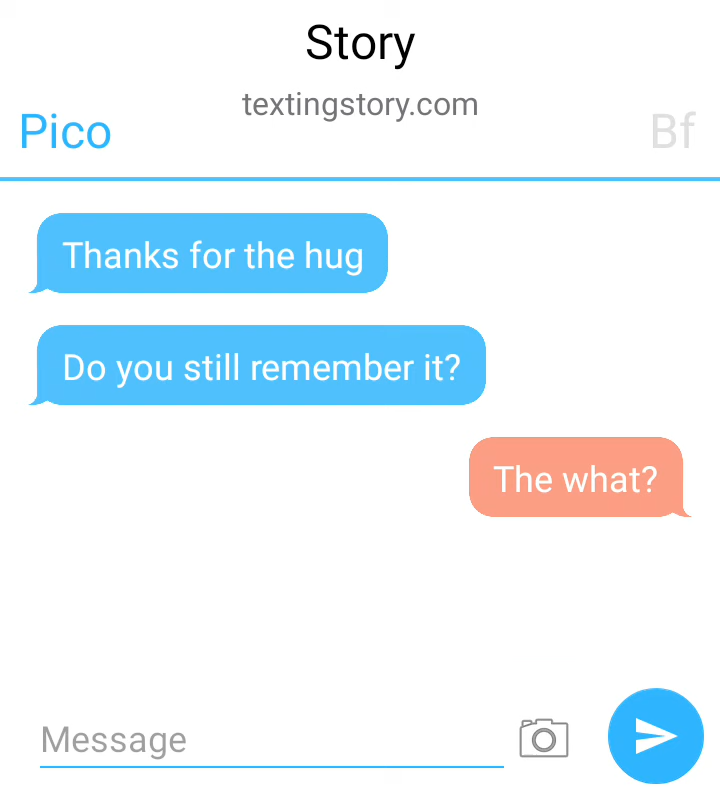 Story
textingstory.com
Pico
Bf
Thanks for the hug
Do you still remember it?
The what?
Message